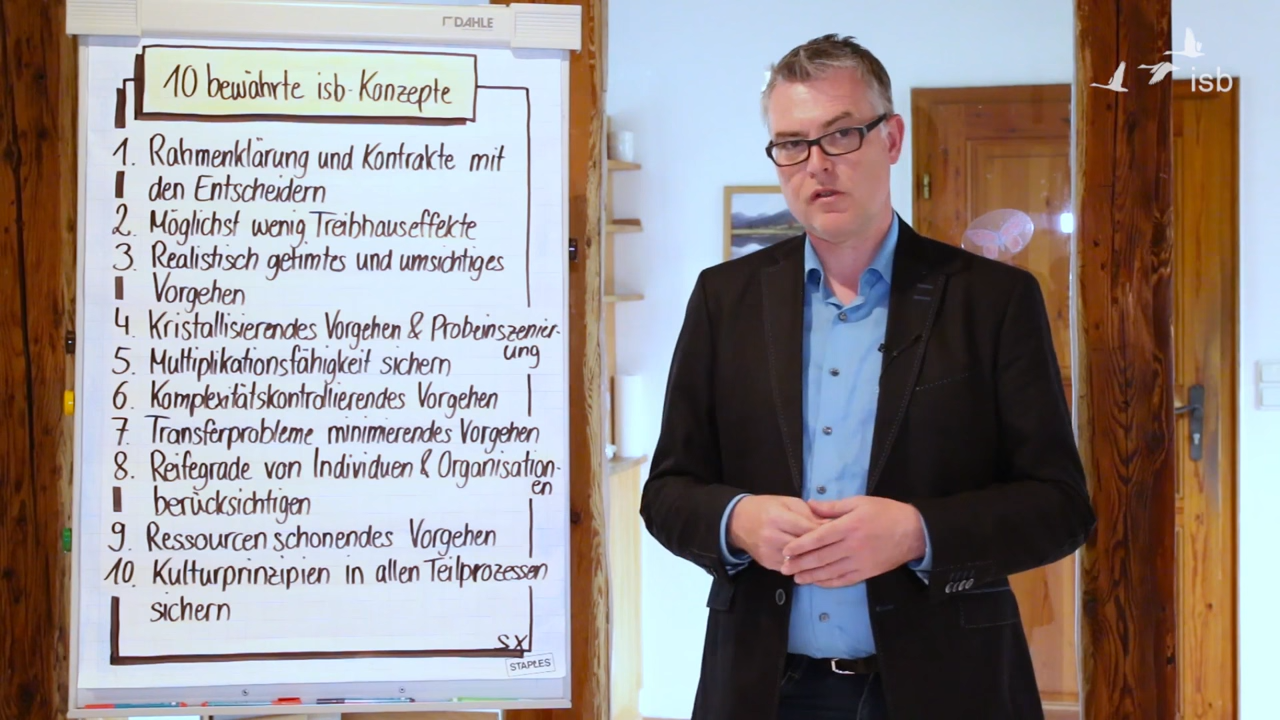 DAHLE
10 bewährte isb-Konzepte
1. Rahmenklärung und Kontrakte mit
den Entscheidern
2. Möglichst wenig Treibhauseffekte
3. Realistisch getimtes und umsichtiges
Vorgehen
4. Kristallisierendes Vorgehen & Probeinszenier-
ung
5. Multiplikationsfähigkeit sichern
6. Komplexitätskontrollierendes Vorgehen
7. Transferprobleme minimierendes Vorgehen
8. Reifegrade von Individuen & Organisation-
en
berücksichtigen
9. Ressourcen schonendes Vorgehen
10. Kulturprinzipien in allen Teilprozessen
sichern
SX
STAPLES
isb